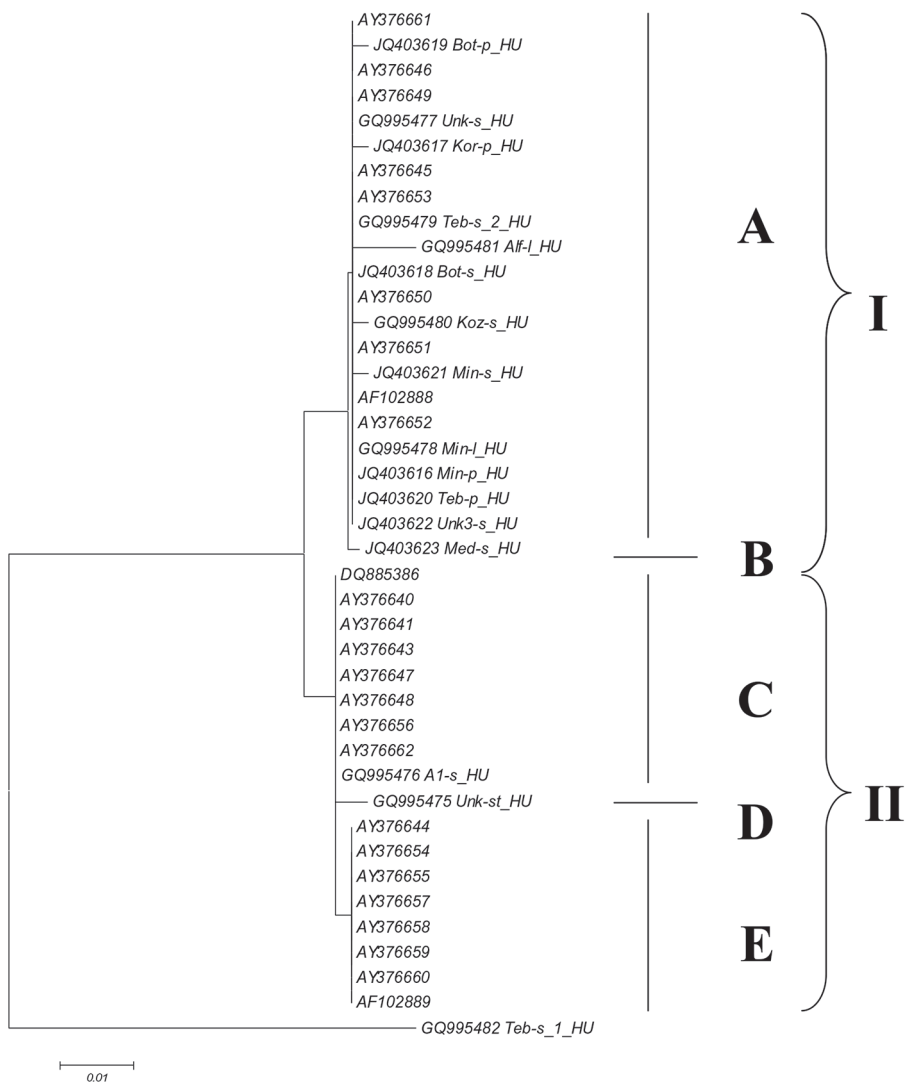 AY376661
JQ403619 Bot-p_HU
AY376646
AY376649
GQ995477 Unk-s_HU
JQ403617 Kor-p_HU
AY376645
AY376653
GQ995479 Teb-s_2_HU
GQ995481 Alf-l_HU
JQ403618 Bot-s_HU
AY376650
GQ995480 Koz-s_HU
AY376651
JQ403621 Min-s_HU
AF102888
AY376652
GQ995478 Min-l_HU
JQ403616 Min-p_HU
JQ403620 Teb-p_HU
JQ403622 Unk3-s_HU
JQ403623 Med-s_HU
DQ885386
AY376640
AY376641
AY376643
AY376647
AY376648
AY376656
AY376662
GQ995476 A1-s_HU
GQ995475 Unk-st_HU
AY376644
AY376654
AY376655
AY376657
AY376658
AY376659
AY376660
AF102889
GQ995482 Teb-s_1_HU
A
B
C
D
E
I
II
0.01